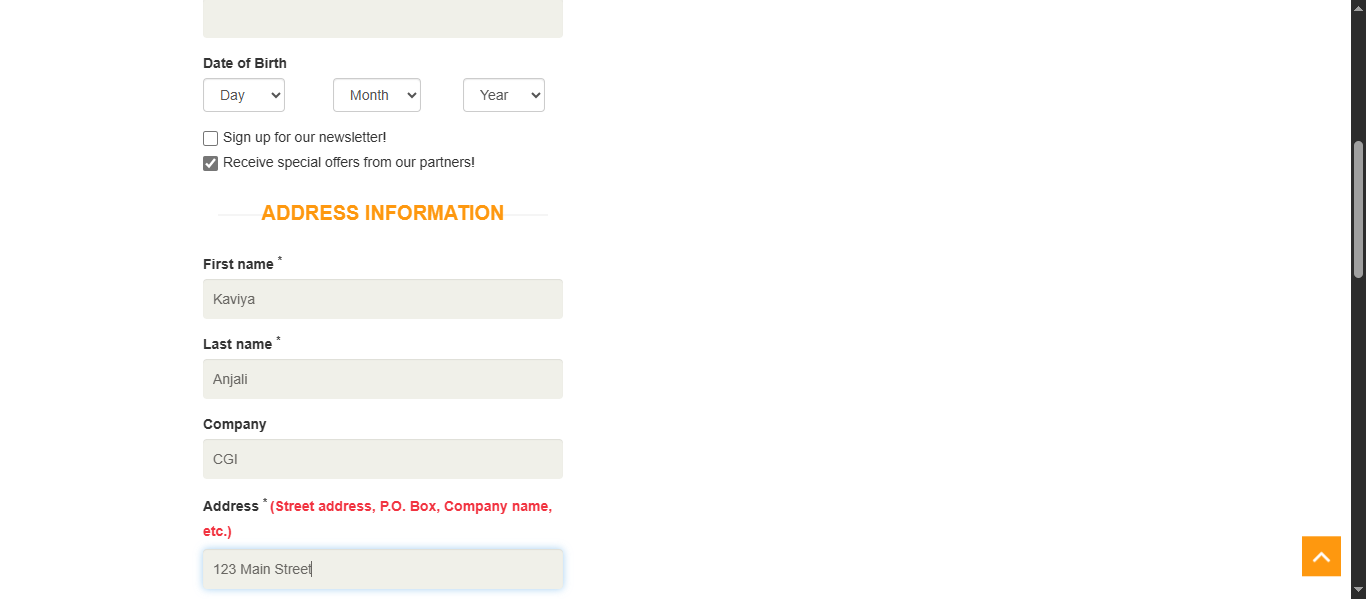 Date of Birth
Day Month Year
Sign up for our newsletter!
Receive special offers from our partners!
ADDRESS INFORMATION
First name *
Kaviya
Last name *
Anjali
Company
CGI
Address * (Street address, P.O. Box, Company name,
etc.)
123 Main Street